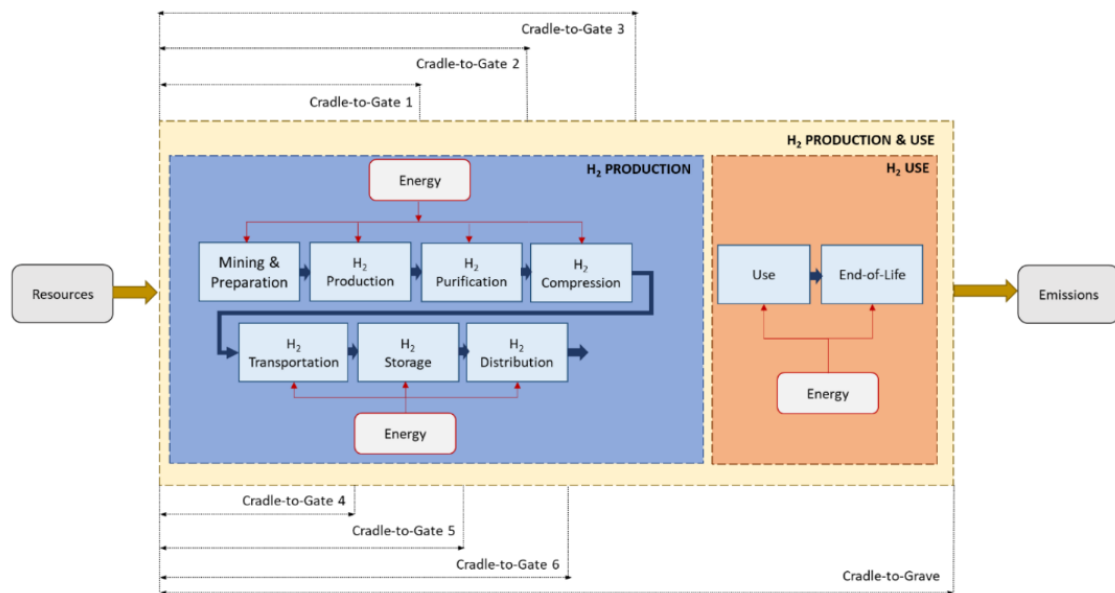 Cradle-to-Gate 3
Cradle-to-Gate 2
Cradle-to-Gate 1
H₂ PRODUCTION & USE
H₂ PRODUCTION
H₂ USE
Energy
Mining &
Preparation
H₂
Production
H₂
Purification
H₂
Compression
Use
End-of-Life
Resources
Emissions
H₂
Transportation
H₂
Storage
H₂
Distribution
Energy
Energy
Cradle-to-Gate 4
Cradle-to-Gate 5
Cradle-to-Gate 6
Cradle-to-Grave